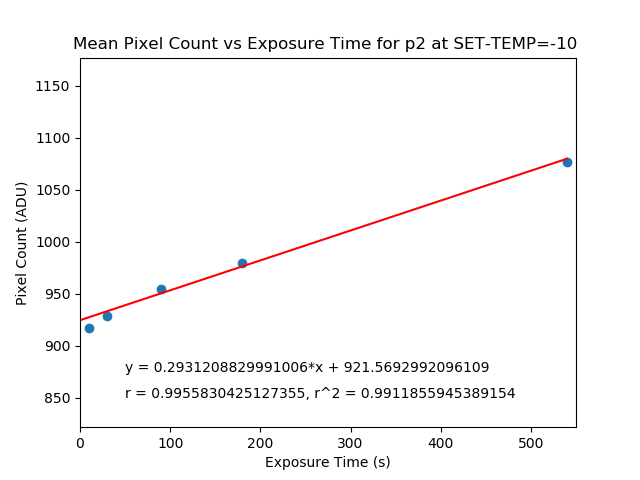 Mean Pixel Count vs Exposure Time for p2 at SET-TEMP=-10
1150
1100
1050
1000
950
900
850
Pixel Count (ADU)
y = 0.2931208829991006*x + 921.5692992096109
r = 0.9955830425127355, r^2 = 0.9911855945389154
0 100 200 300 400 500
Exposure Time (s)